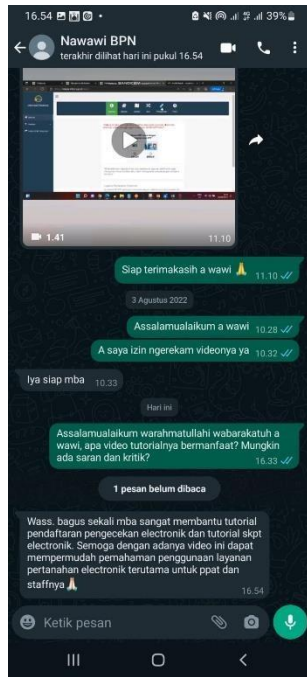 16.54
39%
Nawawi BPN
terakhir dilihat hari ini pukul 16.54
1.41
11.10
Siap terimakasih a wawi 🙏 11.10
3 Agustus 2022
Assalamualaikum a wawi 10.28
A saya izin ngerekam videonya ya 10.32
Iya siap mba 10.33
Hari ini
Assalamualaikum warahmatullahi wabarakatuh a
wawi, apa video tutorialnya bermanfaat? Mungkin
ada saran dan kritik? 16.33
1 pesan belum dibaca
Wass. bagus sekali mba sangat membantu tutorial
pendaftaran pengecekan electronik dan tutorial skpt
electronik. Semoga dengan adanya video ini dapat
mempermudah pemahaman penggunaan layanan
pertanahan electronik terutama untuk ppat dan
staffnya 🙏 16.54
Ketik pesan